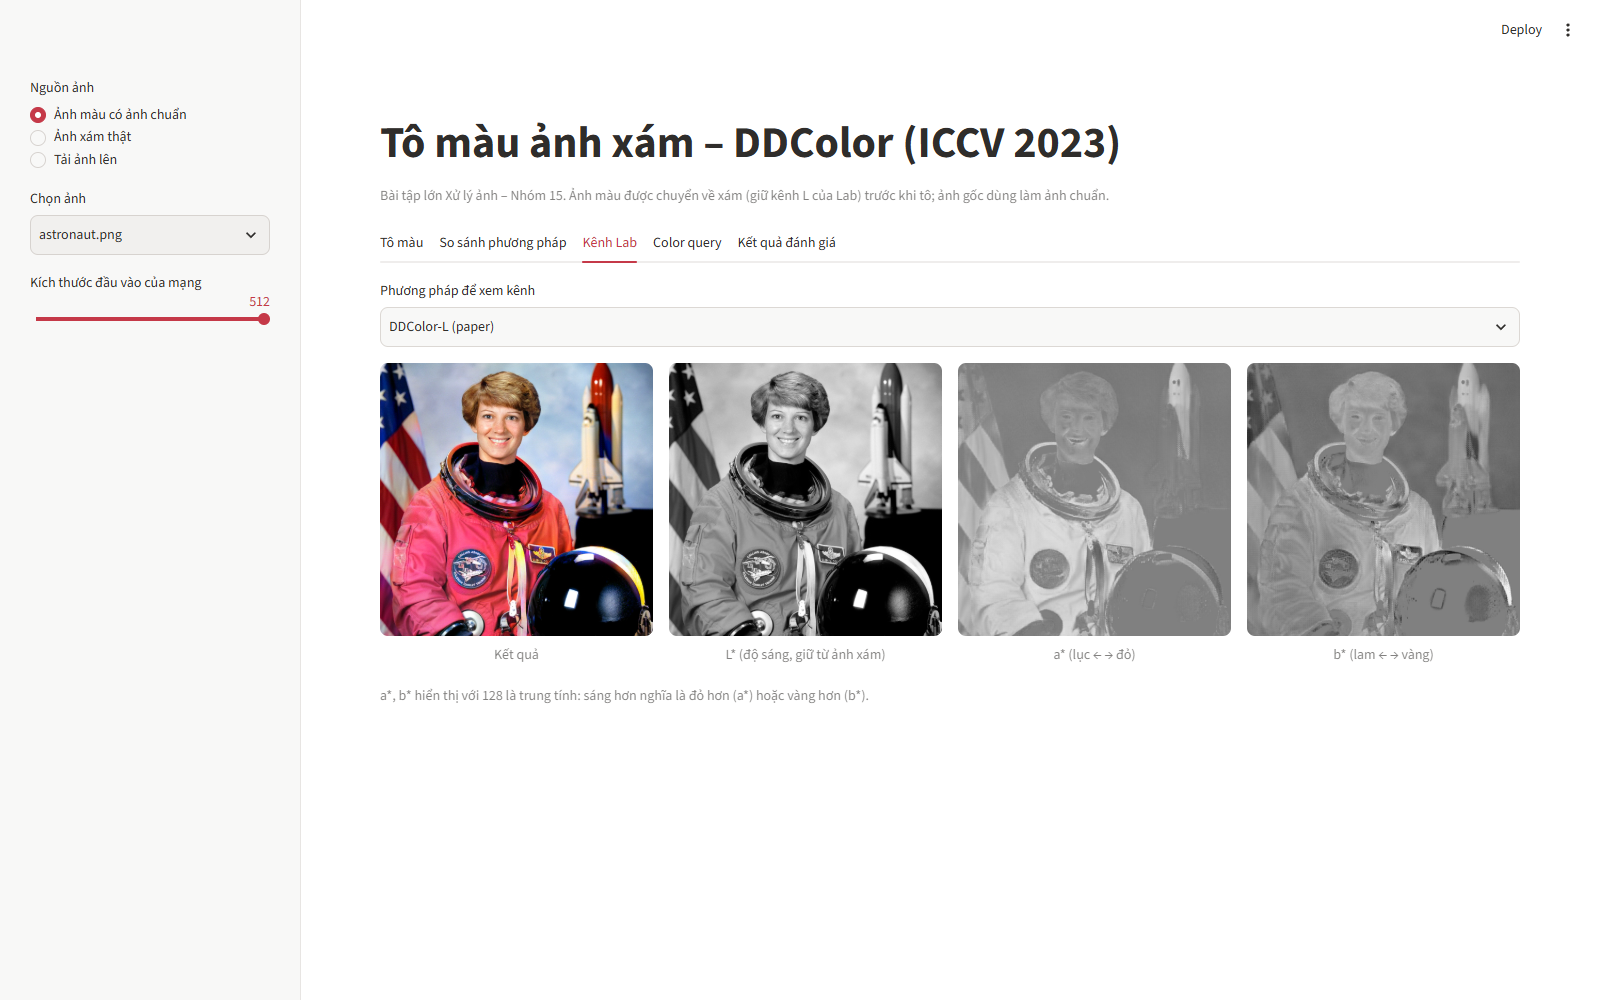 Deploy
Nguồn ảnh
Ảnh màu có ảnh chuẩn
Ảnh xám thật
Tải ảnh lên
Chọn ảnh
astronaut.png
Kích thước đầu vào của mạng
512
Tô màu ảnh xám – DDColor (ICCV 2023)
Bài tập lớn Xử lý ảnh – Nhóm 15. Ảnh màu được chuyển về xám (giữ kênh L của Lab) trước khi tô; ảnh gốc dùng làm ảnh chuẩn.
Tô màu So sánh phương pháp Kênh Lab Color query Kết quả đánh giá
Phương pháp để xem kênh
DDColor-L (paper)
Kết quả
L* (độ sáng, giữ từ ảnh xám)
a* (lục ← → đỏ)
b* (lam ← → vàng)
a*, b* hiển thị với 128 là trung tính: sáng hơn nghĩa là đỏ hơn (a*) hoặc vàng hơn (b*).